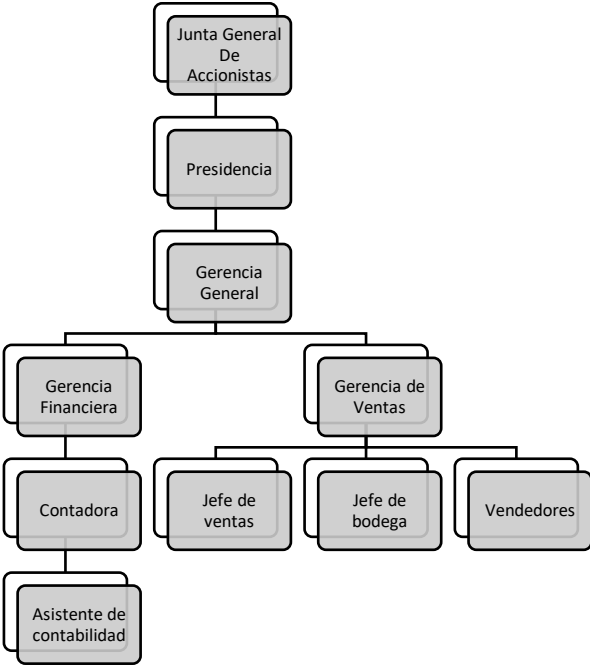 Junta General
De
Accionistas
Presidencia
Gerencia
General
Gerencia
Financiera
Gerencia de
Ventas
Contadora
Jefe de
ventas
Jefe de
bodega
Vendedores
Asistente de
contabilidad